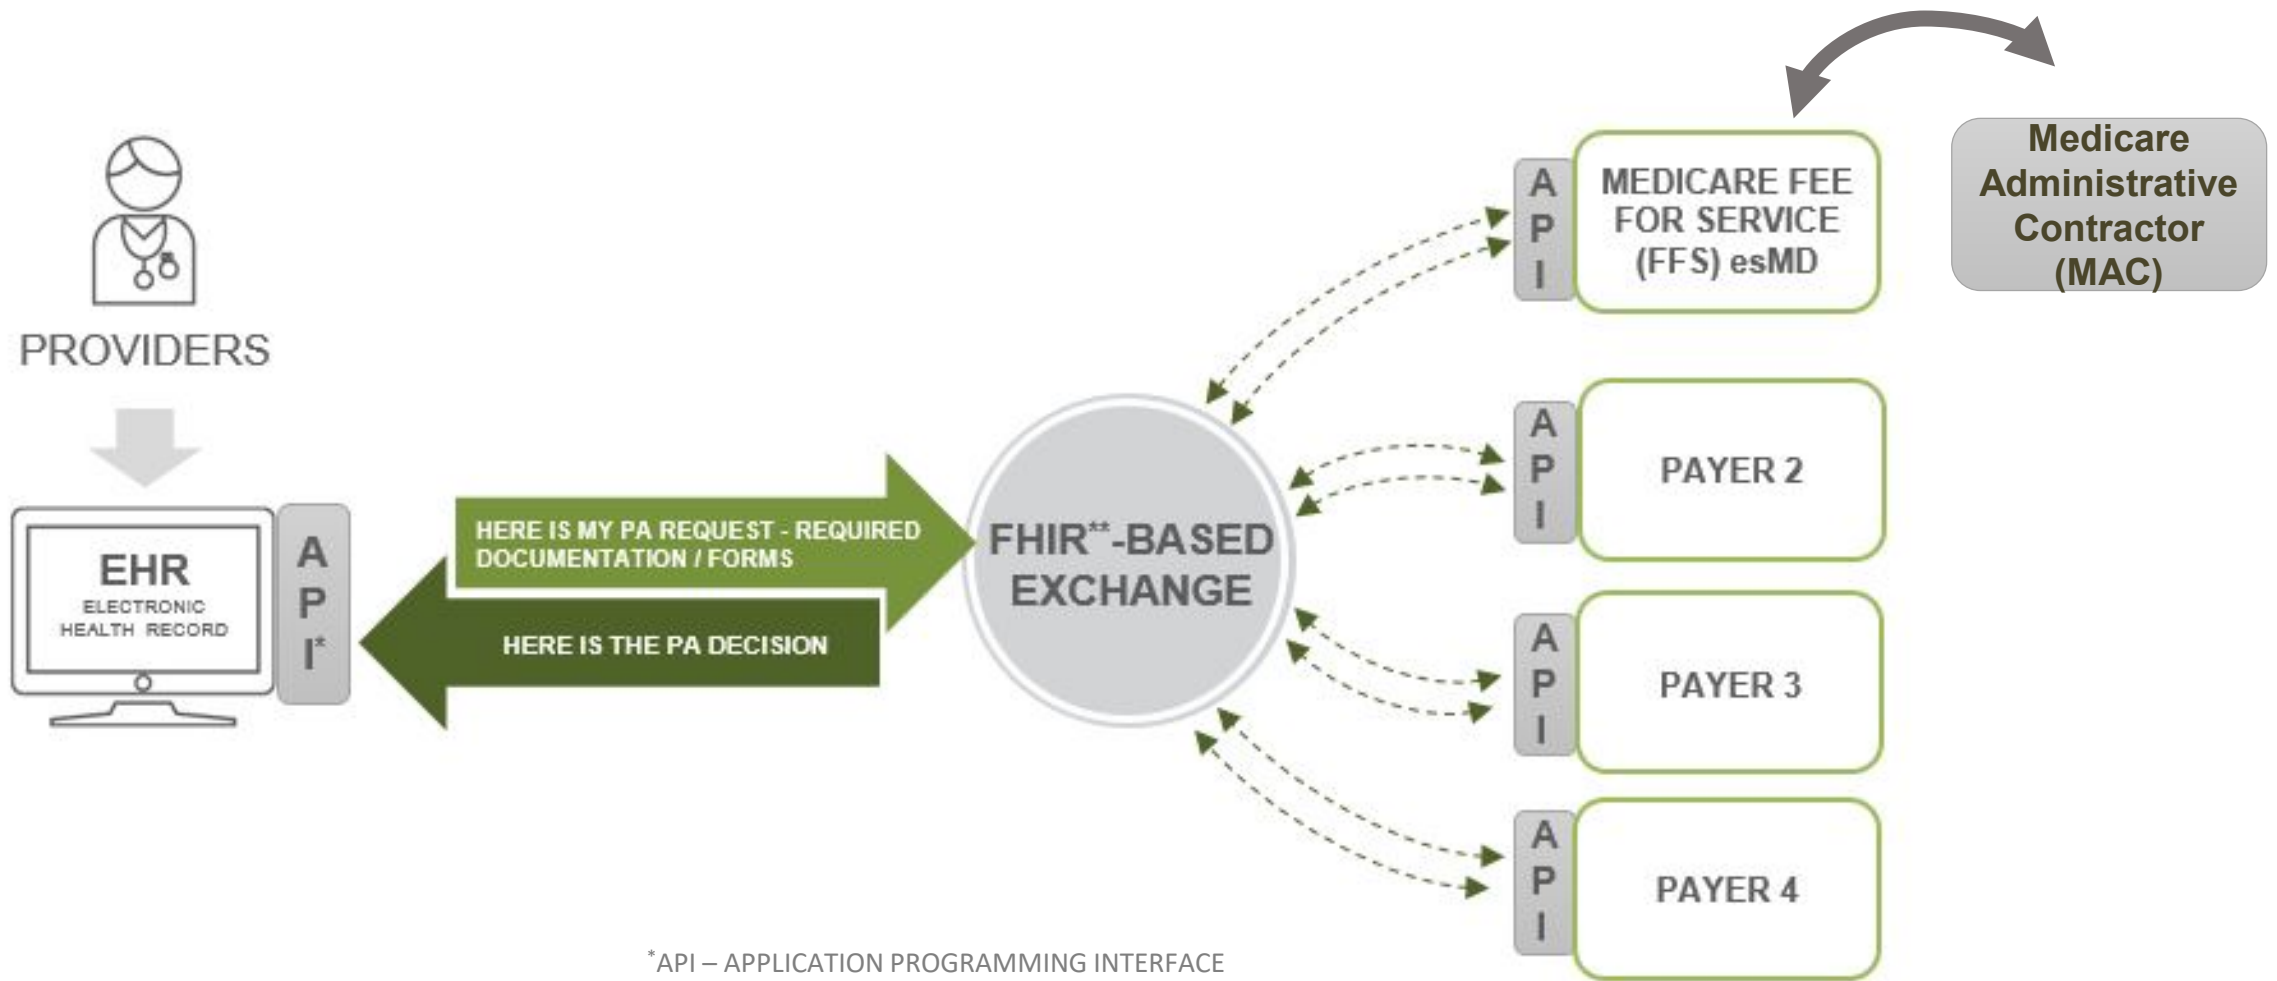 PROVIDERS
EHR
ELECTRONIC
HEALTH RECORD
A
P
I*
HERE IS MY PA REQUEST - REQUIRED
DOCUMENTATION / FORMS
HERE IS THE PA DECISION
FHIR**-BASED
EXCHANGE
A
P
I
MEDICARE FEE
FOR SERVICE
(FFS) esMD
Medicare
Administrative
Contractor
(MAC)
A
P
I
PAYER 2
A
P
I
PAYER 3
A
P
I
PAYER 4
*API – APPLICATION PROGRAMMING INTERFACE